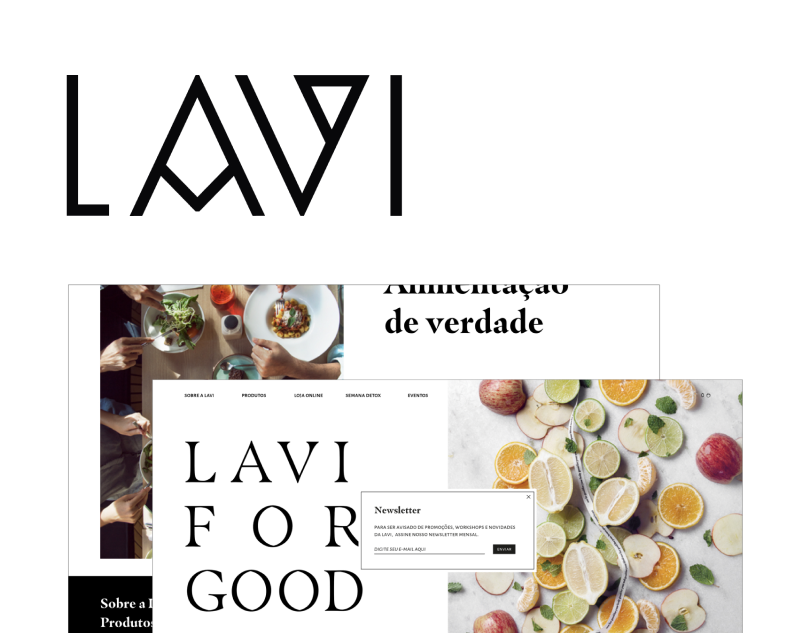 LAVI
Alimentação
de verdade
SOBRE A LAVI PRODUTOS LOJA ONLINE SEMANA DETOX EVENTOS
0
LAVI
FOR
GOOD
Newsletter
PARA SER AVISADO DE PROMOÇÕES, WORKSHOPS E NOVIDADES
DA LAVI, ASSINE NOSSO NEWSLETTER MENSAL.
DIGITE SEU E-MAIL AQUI
ENVIAR
Sobre a
Produtos